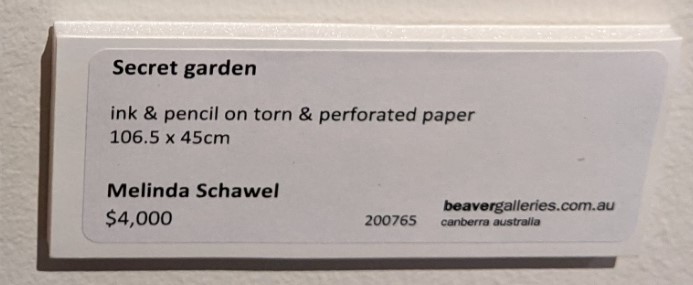 Secret garden
ink & pencil on torn & perforated paper
106.5 x 45cm
Melinda Schawel
$4,000
200765
beavergalleries.com.au
canberra australia